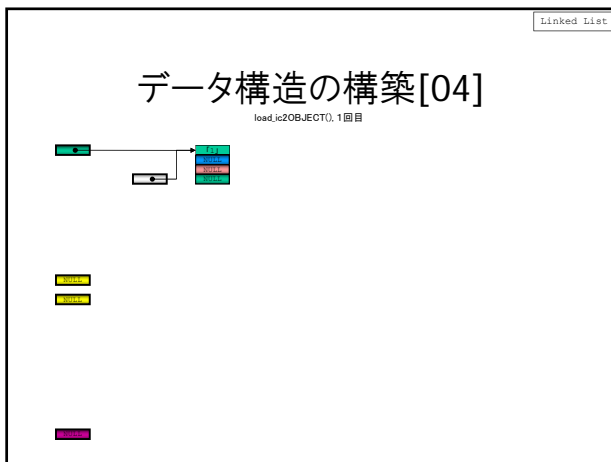 Linked List
データ構造の構築[04]
load_ic2OBJECT(), 1回目
「i」
NULL
NULL
NULL
NULL
NULL
NULL